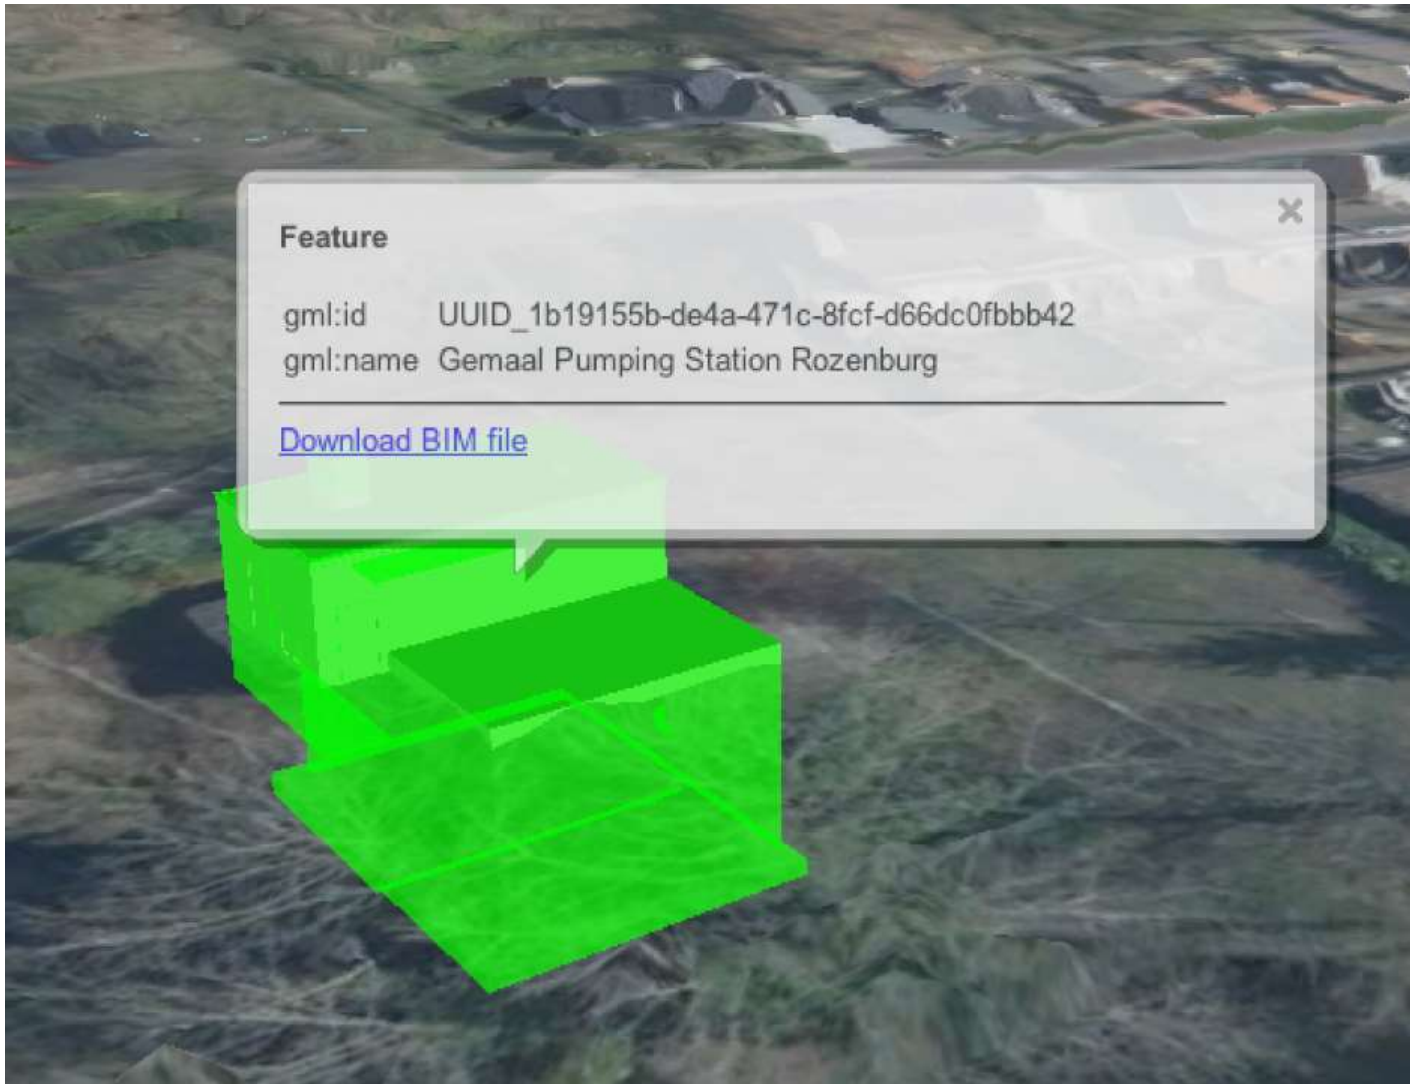 Feature
gml:id UUID_1b19155b-de4a-471c-8fcf-d66dc0fbbb42
gml:name Gemaal Pumping Station Rozenburg
Download BIM file